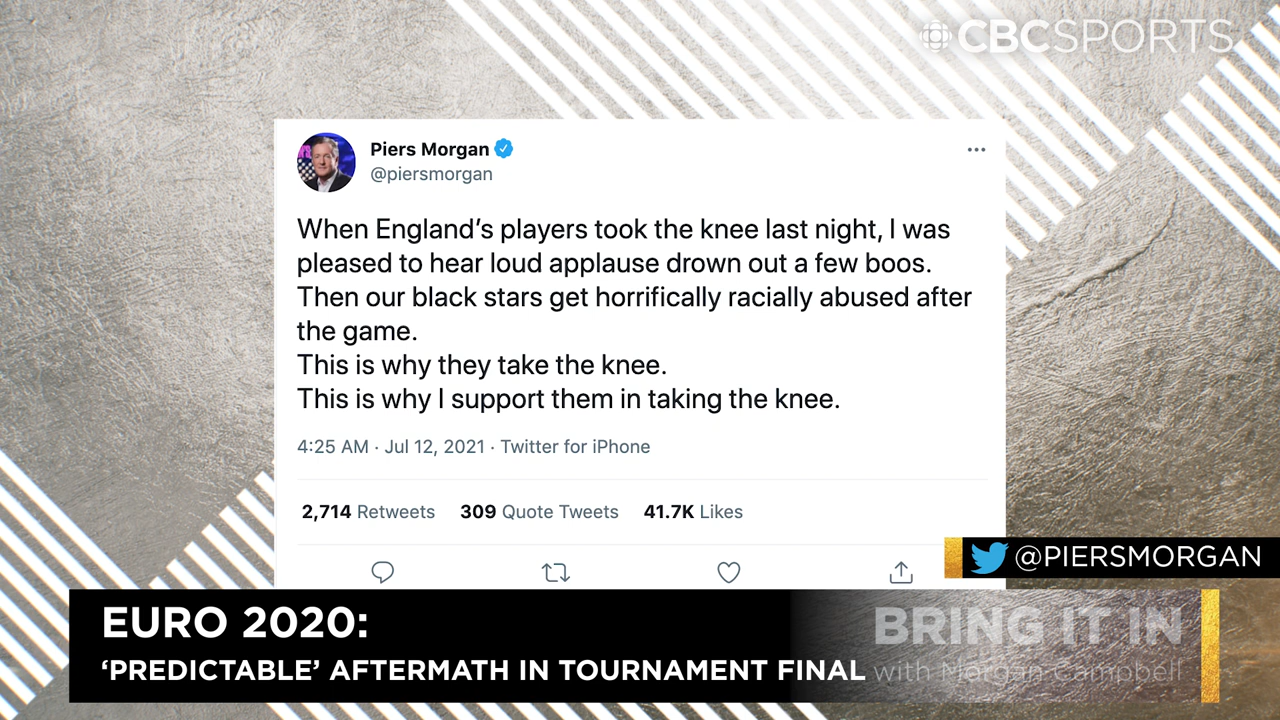 CBCSPORTS
Piers Morgan
@piersmorgan
When England’s players took the knee last night, I was
pleased to hear loud applause drown out a few boos.
Then our black stars get horrifically racially abused after
the game.
This is why they take the knee.
This is why I support them in taking the knee.
4:25 AM · Jul 12, 2021 · Twitter for iPhone
2,714 Retweets 309 Quote Tweets 41.7K Likes
@PIERSMORGAN
EURO 2020:
‘PREDICTABLE’ AFTERMATH IN TOURNAMENT FINAL
BRING IT IN
with Morgan Campbell